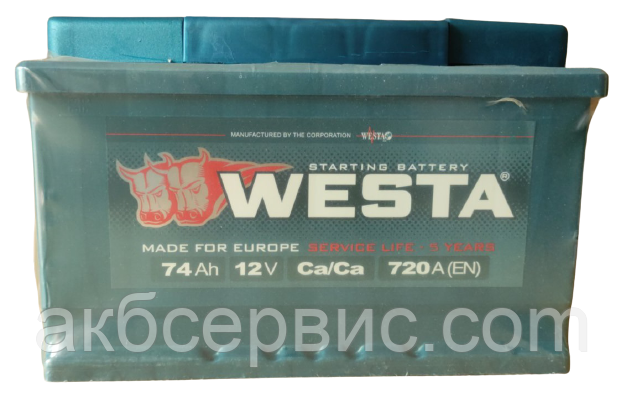 MANUFACTURED BY THE CORPORATION WESTA
STARTING BATTERY
WESTA®
MADE FOR EUROPE SERVICE LIFE - 5 YEARS
74Ah 12V Ca/Ca 720A(EN)
акбсервис.com